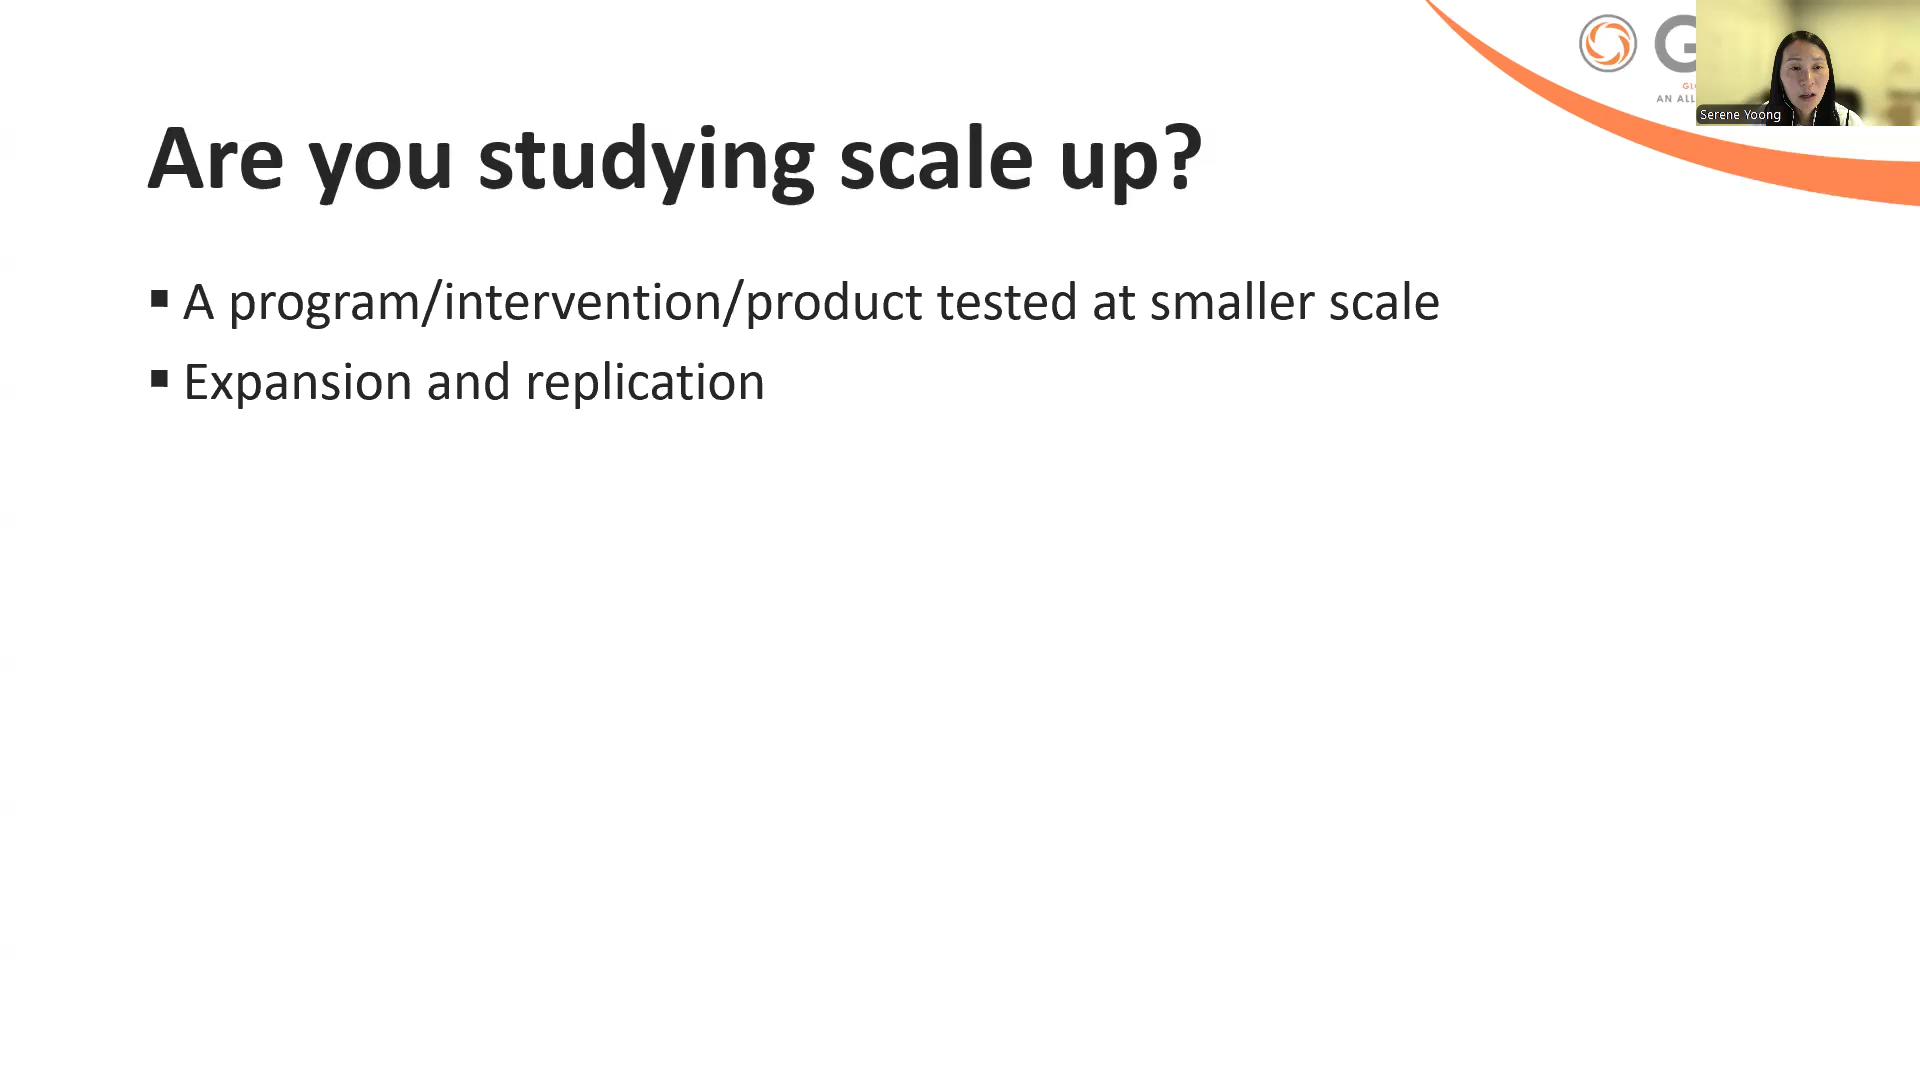 Are you studying scale up?
A program/intervention/product tested at smaller scale
Expansion and replication
G
AN ALL
Serene Yoong